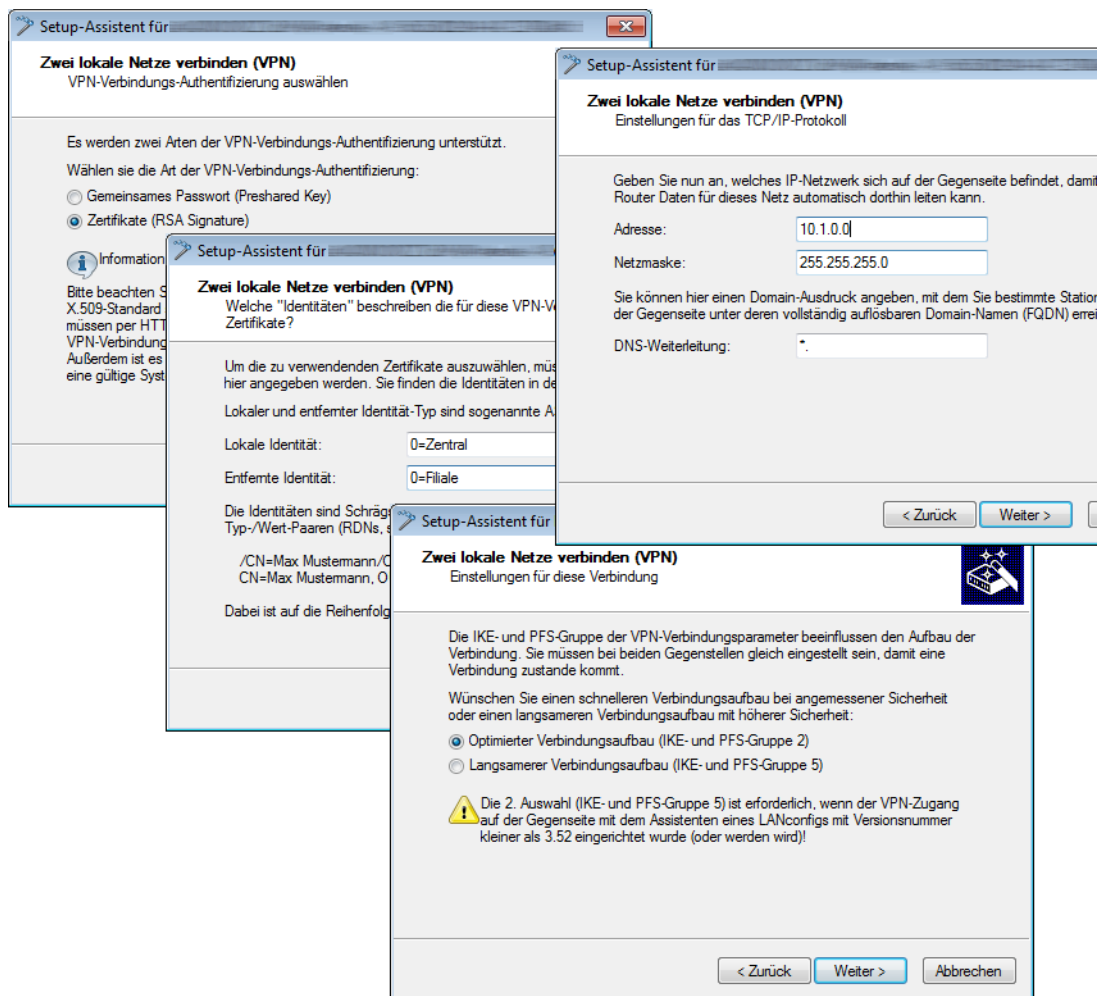 Setup-Assistent für
Zwei lokale Netze verbinden (VPN)
VPN-Verbindungs-Authentifizierung auswählen
Es werden zwei Arten der VPN-Verbindungs-Authentifizierung unterstützt.
Wählen sie die Art der VPN-Verbindungs-Authentifizierung:
Gemeinsames Passwort (Preshared Key)
Zertifikate (RSA Signature)
Information
Bitte beachten S
X.509-Standard
müssen per HTT
VPN-Verbindung
Außerdem ist es
eine gültige Syst
Setup-Assistent für
Zwei lokale Netze verbinden (VPN)
Welche "Identitäten" beschreiben die für diese VPN-V
Zertifikate?
Um die zu verwendenden Zertifikate auszuwählen, müs
hier angegeben werden. Sie finden die Identitäten in de
Lokaler und entfernter Identität-Typ sind sogenannte A
Lokale Identität: 0=Zentral
Entfernte Identität: 0=Filiale
Die Identitäten sind Schräg
Typ-/Wert-Paaren (RDNs, s
/CN=Max Mustermann/O
CN=Max Mustermann, O
Dabei ist auf die Reihenfolg
Setup-Assistent für
Zwei lokale Netze verbinden (VPN)
Einstellungen für das TCP/IP-Protokoll
Geben Sie nun an, welches IP-Netzwerk sich auf der Gegenseite befindet, damit
Router Daten für dieses Netz automatisch dorthin leiten kann.
Adresse: 10.1.0.0
Netzmaske: 255.255.255.0
Sie können hier einen Domain-Ausdruck angeben, mit dem Sie bestimmte Station
der Gegenseite unter deren vollständig auflösbaren Domain-Namen (FQDN) errei
DNS-Weiterleitung: *.
< Zurück Weiter >
Setup-Assistent für
Zwei lokale Netze verbinden (VPN)
Einstellungen für diese Verbindung
Die IKE- und PFS-Gruppe der VPN-Verbindungsparameter beeinflussen den Aufbau der
Verbindung. Sie müssen bei beiden Gegenstellen gleich eingestellt sein, damit eine
Verbindung zustande kommt.
Wünschen Sie einen schnelleren Verbindungsaufbau bei angemessener Sicherheit
oder einen langsameren Verbindungsaufbau mit höherer Sicherheit:
Optimierter Verbindungsaufbau (IKE- und PFS-Gruppe 2)
Langsamerer Verbindungsaufbau (IKE- und PFS-Gruppe 5)
Die 2. Auswahl (IKE- und PFS-Gruppe 5) ist erforderlich, wenn der VPN-Zugang
auf der Gegenseite mit dem Assistenten eines LANconfigs mit Versionsnummer
kleiner als 3.52 eingerichtet wurde (oder werden wird)!
< Zurück Weiter > Abbrechen